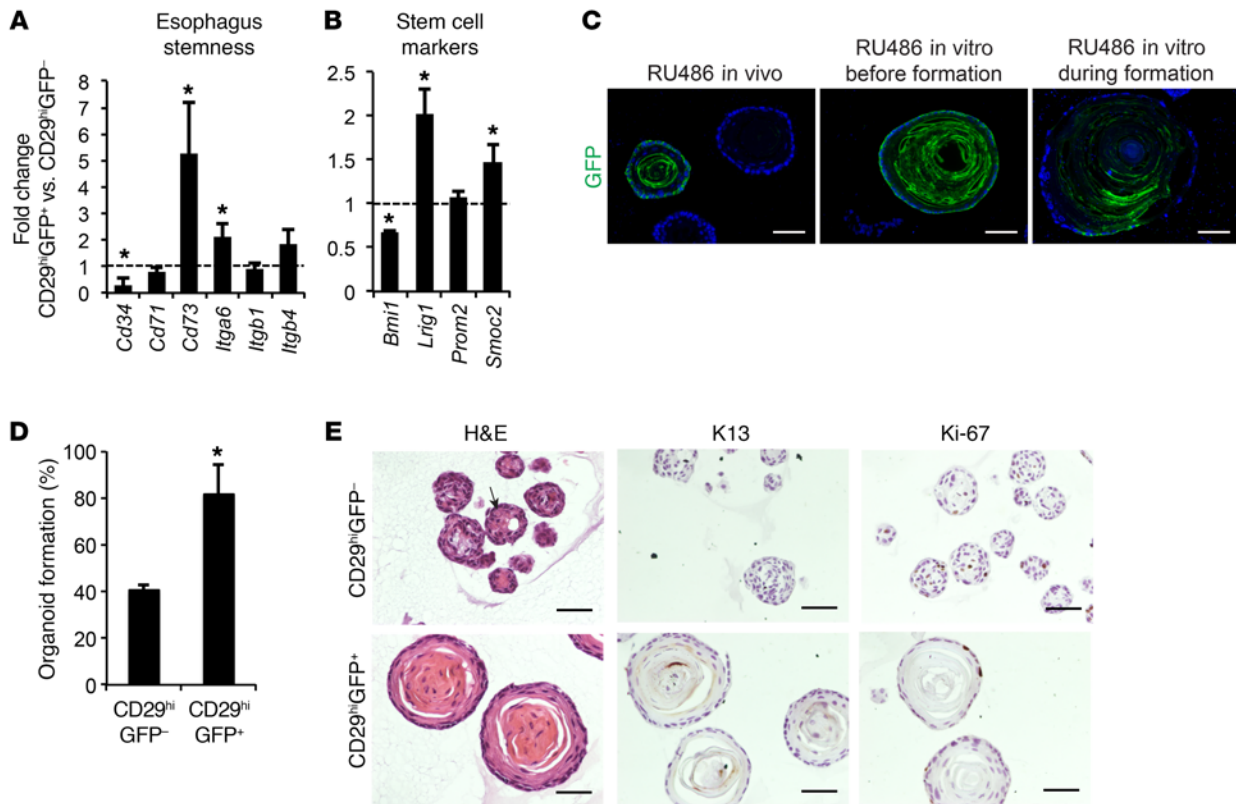 A
Esophagus
stemness
Fold change
CD29ʰⁱGFP⁺ vs. CD29ʰⁱGFP⁻
8
7
6
5
4
3
2
1
0
*
*
*
Cd34
Cd71
Cd73
Itga6
Itgb1
Itgb4
B
Stem cell
markers
2.5
2
1.5
1
0.5
0
*
*
*
Bmi1
Lrig1
Prom2
Smoc2
C
RU486 in vivo
RU486 in vitro
before formation
RU486 in vitro
during formation
GFP
D
Organoid formation (%)
100
80
60
40
20
0
*
CD29ʰⁱ
GFP⁻
CD29ʰⁱ
GFP⁺
E
H&E
K13
Ki-67
CD29ʰⁱGFP⁻
CD29ʰⁱGFP⁺